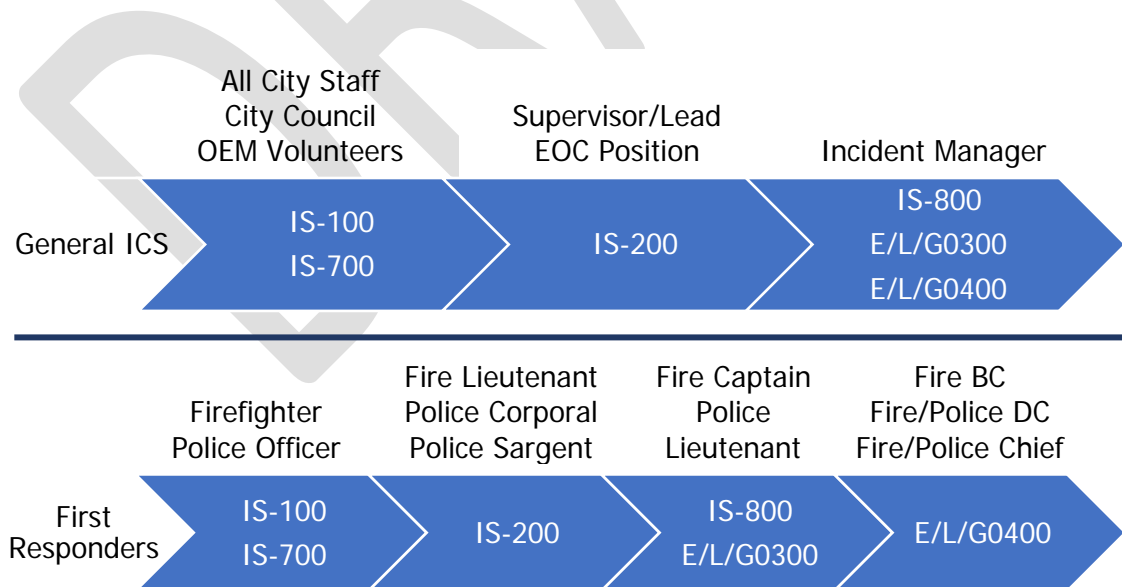 All City Staff
City Council
OEM Volunteers
Supervisor/Lead
EOC Position
Incident Manager
General ICS
IS-100
IS-700
IS-200
IS-800
E/L/G0300
E/L/G0400
Firefighter
Police Officer
Fire Lieutenant
Police Corporal
Police Sargent
Fire Captain
Police
Lieutenant
Fire BC
Fire/Police DC
Fire/Police Chief
First
Responders
IS-100
IS-700
IS-200
IS-800
E/L/G0300
E/L/G0400